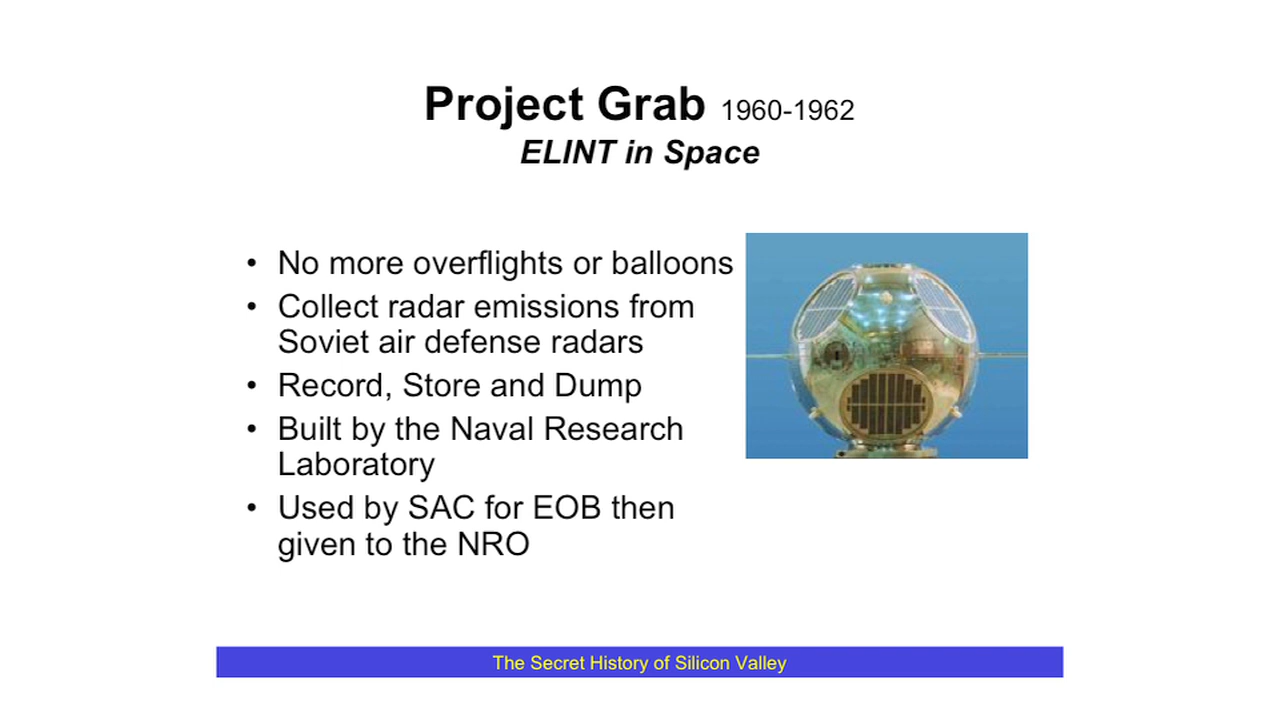 Project Grab 1960-1962
ELINT in Space
• No more overflights or balloons
• Collect radar emissions from
Soviet air defense radars
• Record, Store and Dump
• Built by the Naval Research
Laboratory
• Used by SAC for EOB then
given to the NRO
The Secret History of Silicon Valley